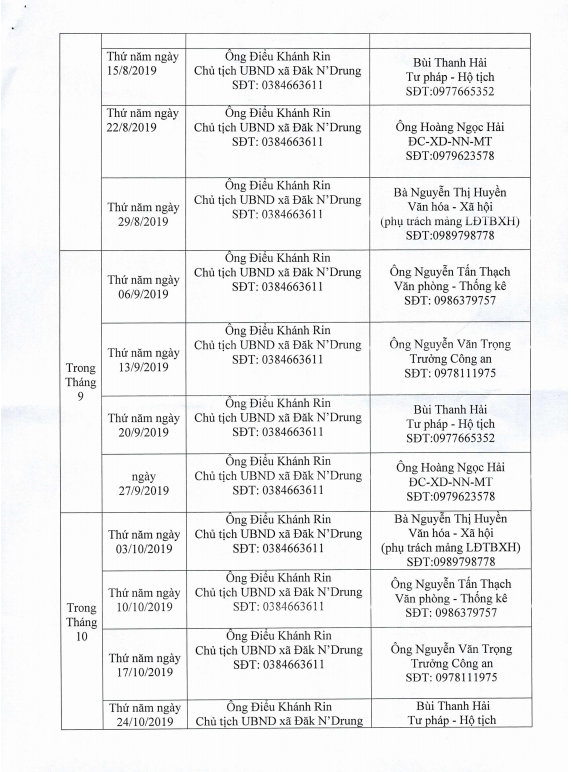 Thứ năm ngày
15/8/2019
Ông Điểu Khánh Rin
Chủ tịch UBND xã Đăk N’Drung
SĐT: 0384663611
Bùi Thanh Hải
Tư pháp - Hộ tịch
SĐT:0977665352
Thứ năm ngày
22/8/2019
Ông Điểu Khánh Rin
Chủ tịch UBND xã Đăk N’Drung
SĐT: 0384663611
Ông Hoàng Ngọc Hải
ĐC-XD-NN-MT
SĐT:0979623578
Thứ năm ngày
29/8/2019
Ông Điểu Khánh Rin
Chủ tịch UBND xã Đăk N’Drung
SĐT: 0384663611
Bà Nguyễn Thị Huyền
Văn hóa - Xã hội
(phụ trách mảng LĐTBXH)
SĐT:0989798778
Trong
Tháng
9
Thứ năm ngày
06/9/2019
Ông Điểu Khánh Rin
Chủ tịch UBND xã Đăk N’Drung
SĐT: 0384663611
Ông Nguyễn Tấn Thạch
Văn phòng - Thống kê
SĐT: 0986379757
Thứ năm ngày
13/9/2019
Ông Điểu Khánh Rin
Chủ tịch UBND xã Đăk N’Drung
SĐT: 0384663611
Ông Nguyễn Văn Trọng
Trưởng Công an
SĐT: 0978111975
Thứ năm ngày
20/9/2019
Ông Điểu Khánh Rin
Chủ tịch UBND xã Đăk N’Drung
SĐT: 0384663611
Bùi Thanh Hải
Tư pháp - Hộ tịch
SĐT:0977665352
ngày
27/9/2019
Ông Điểu Khánh Rin
Chủ tịch UBND xã Đăk N’Drung
SĐT: 0384663611
Ông Hoàng Ngọc Hải
ĐC-XD-NN-MT
SĐT:0979623578
Trong
Tháng
10
Thứ năm ngày
03/10/2019
Ông Điểu Khánh Rin
Chủ tịch UBND xã Đăk N’Drung
SĐT: 0384663611
Bà Nguyễn Thị Huyền
Văn hóa - Xã hội
(phụ trách mảng LĐTBXH)
SĐT:0989798778
Thứ năm ngày
10/10/2019
Ông Điểu Khánh Rin
Chủ tịch UBND xã Đăk N’Drung
SĐT: 0384663611
Ông Nguyễn Tấn Thạch
Văn phòng - Thống kê
SĐT: 0986379757
Thứ năm ngày
17/10/2019
Ông Điểu Khánh Rin
Chủ tịch UBND xã Đăk N’Drung
SĐT: 0384663611
Ông Nguyễn Văn Trọng
Trưởng Công an
SĐT: 0978111975
Thứ năm ngày
24/10/2019
Ông Điểu Khánh Rin
Chủ tịch UBND xã Đăk N’Drung
Bùi Thanh Hải
Tư pháp - Hộ tịch